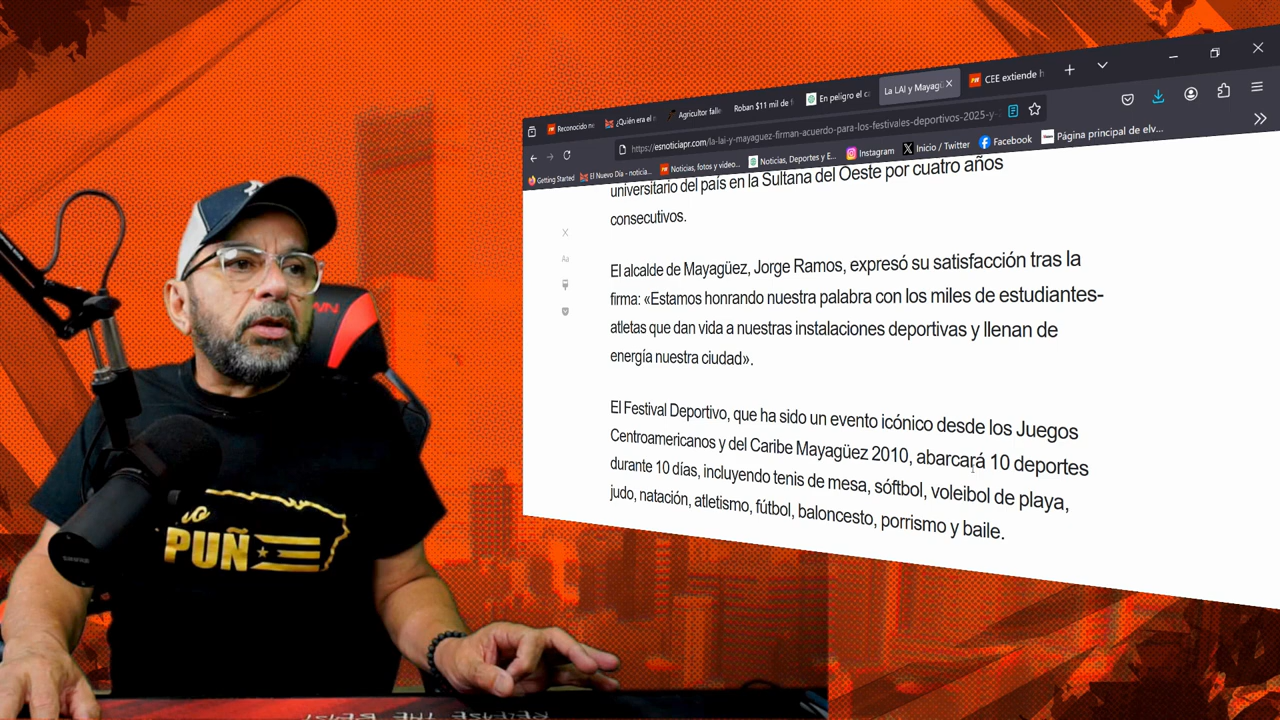 Reconocido n
¿Quién era el
Agricultor falle
Roban $11 mil de
En peligro el c
La LAI y Mayagü
CEE extiende h
https://esnoticiapr.com/la-lai-y-mayaguez-firman-acuerdo-para-los-festivales-deportivos-2025-y-
Getting Started
El Nuevo Día - noticia...
Noticias, fotos y video...
Noticias, Deportes y E...
Instagram
Inicio / Twitter
Facebook
Página principal de elv...
universitario del país en la Sultana del Oeste por cuatro años
consecutivos.
El alcalde de Mayagüez, Jorge Ramos, expresó su satisfacción tras la
firma: «Estamos honrando nuestra palabra con los miles de estudiantes-
atletas que dan vida a nuestras instalaciones deportivas y llenan de
energía nuestra ciudad».
El Festival Deportivo, que ha sido un evento icónico desde los Juegos
Centroamericanos y del Caribe Mayagüez 2010, abarcará 10 deportes
durante 10 días, incluyendo tenis de mesa, sóftbol, voleibol de playa,
judo, natación, atletismo, fútbol, baloncesto, porrismo y baile.
Aa
WN
io
PUÑ
SHURE